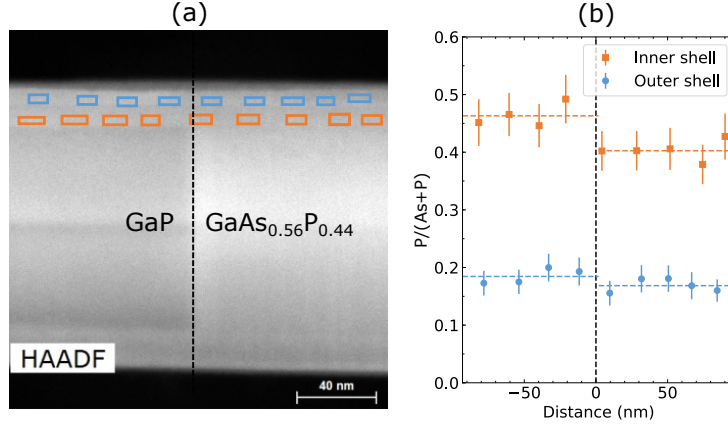 (a)
GaP
GaAs0.56P0.44
HAADF
40 nm
(b)
P/(As+P)
0.6
0.5
0.4
0.3
0.2
0.1
0.0
Inner shell
Outer shell
−50
0
50
Distance (nm)